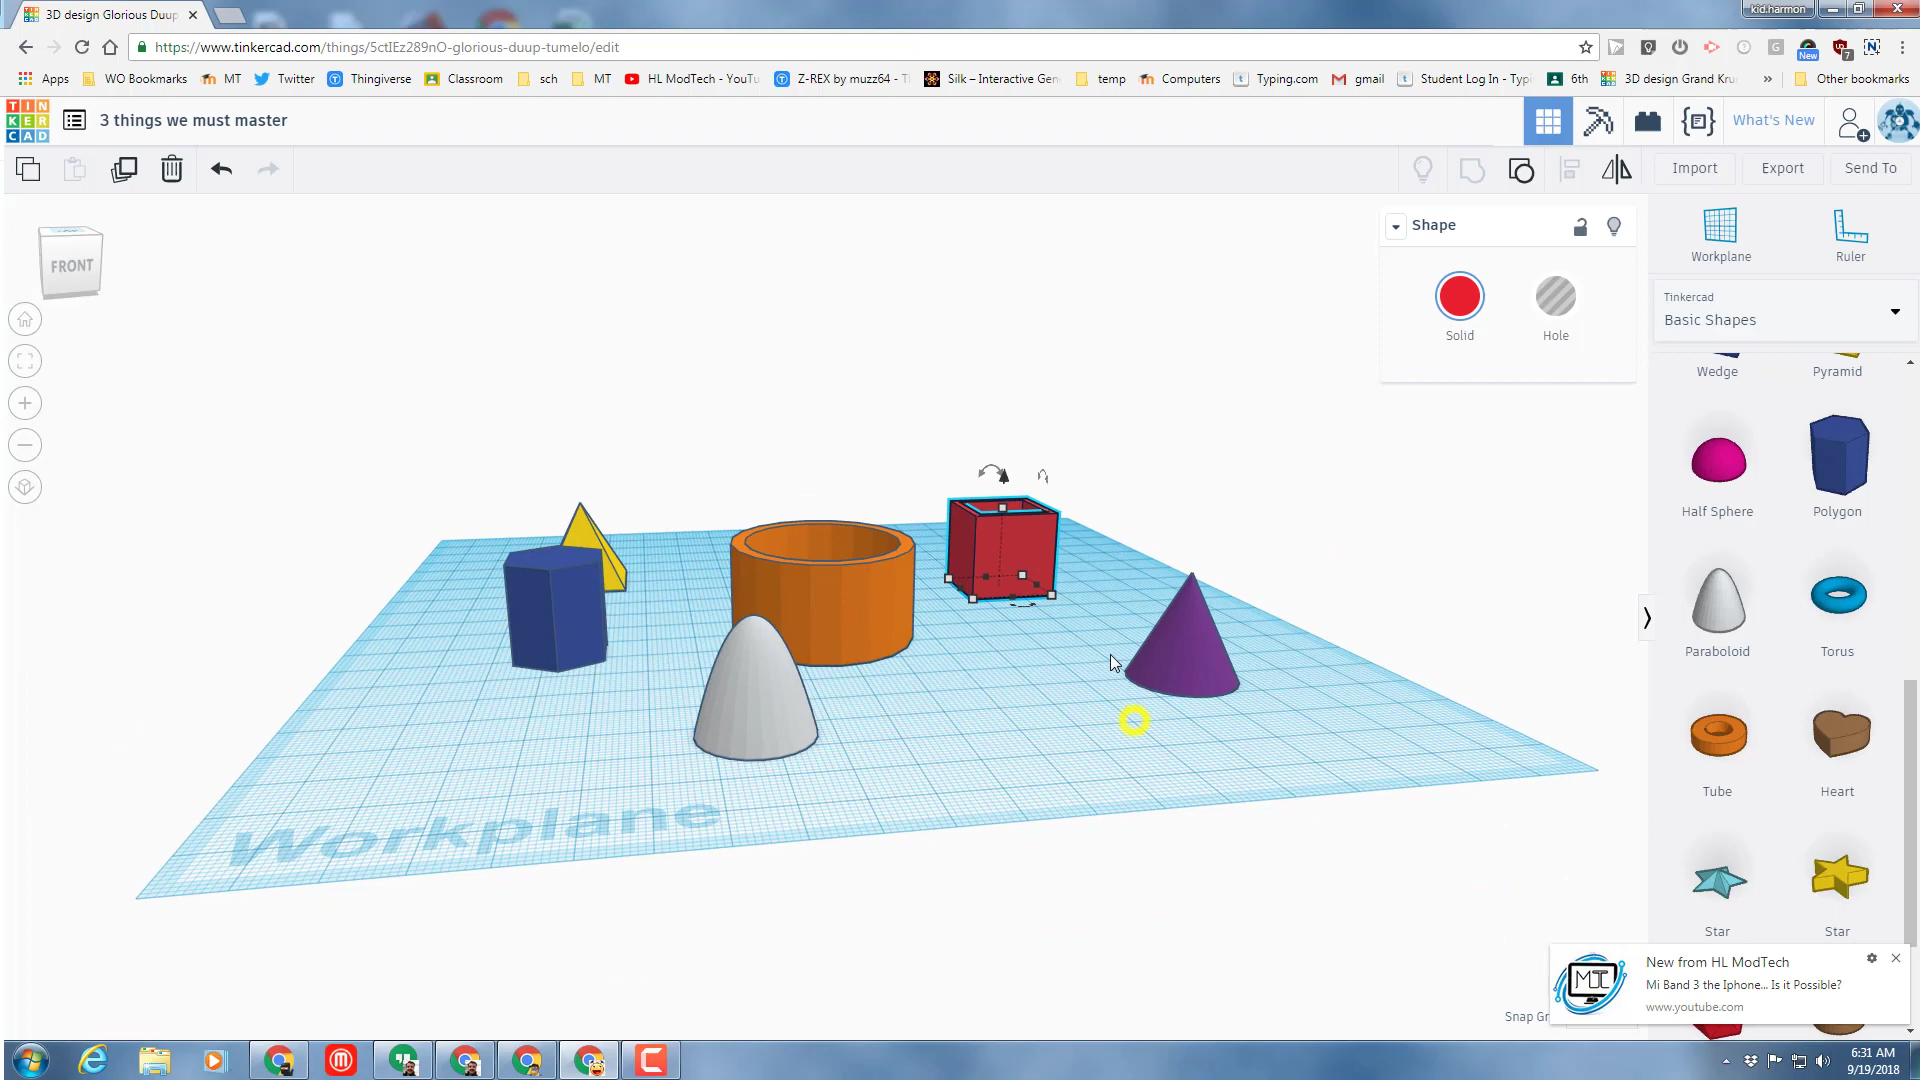 3D design Glorious Duup
kid.harmon
https://www.tinkercad.com/things/5ctIEz289nO-glorious-duup-tumelo/edit
New
7
Apps WO Bookmarks MT Twitter Thingiverse Classroom sch MT HL ModTech - YouTu Z-REX by muzz64 - Silk – Interactive Gen temp Computers Typing.com gmail Student Log In - Typi 6th 3D design Grand Kru » Other bookmarks
TIN
KER
CAD
3 things we must master
What's New
Import Export Send To
FRONT
Shape
Solid
Hole
Workplane
Ruler
Tinkercad
Basic Shapes
Wedge
Pyramid
Half Sphere
Polygon
Paraboloid
Torus
Tube
Heart
Star
Star
Workplane
New from HL ModTech
Mi Band 3 the Iphone... Is it Possible?
www.youtube.com
Snap Gr
6:31 AM
9/19/2018